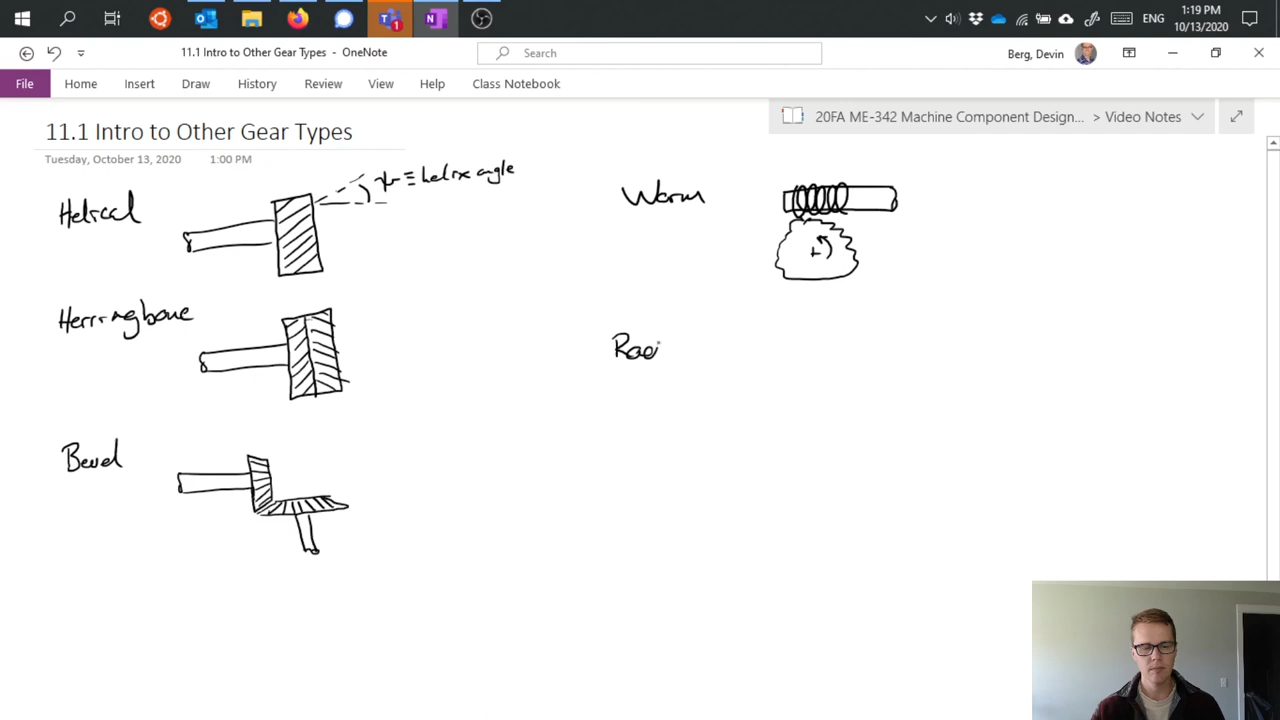 1:19 PM
ENG
10/13/2020
1
11.1 Intro to Other Gear Types - OneNote
Search
Berg, Devin
File
Home
Insert
Draw
History
Review
View
Help
Class Notebook
20FA ME-342 Machine Component Design... > Video Notes
11.1 Intro to Other Gear Types
Tuesday, October 13, 2020
1:00 PM
Helical
ψ ≡ helix angle
Herringbone
Bevel
Worm
Rac